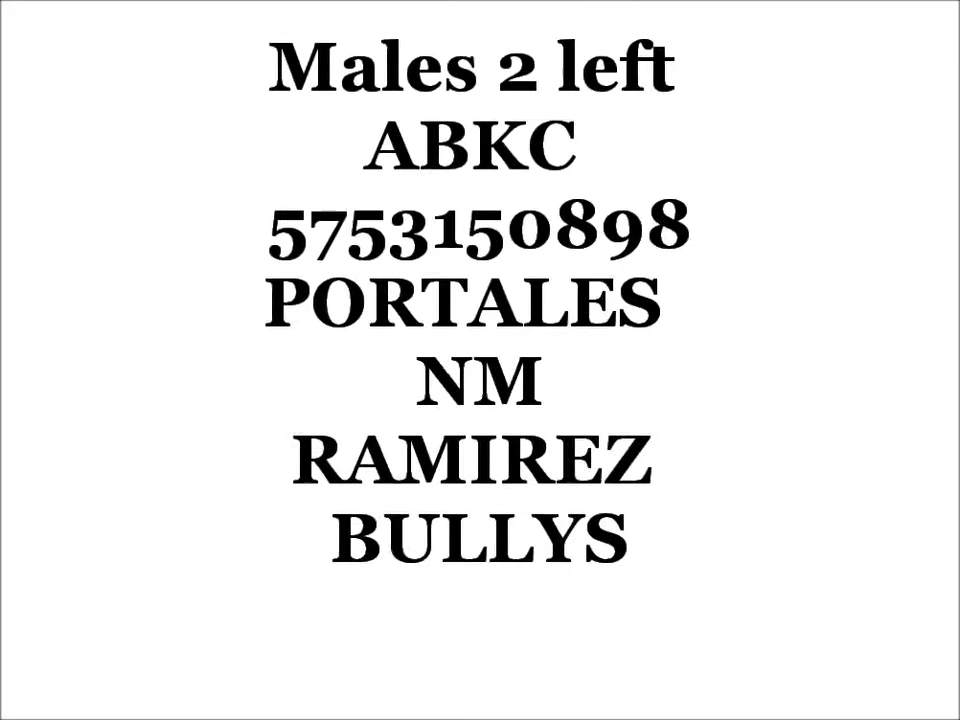 Males 2 left
ABKC
5753150898
PORTALES
NM
RAMIREZ
BULLYS